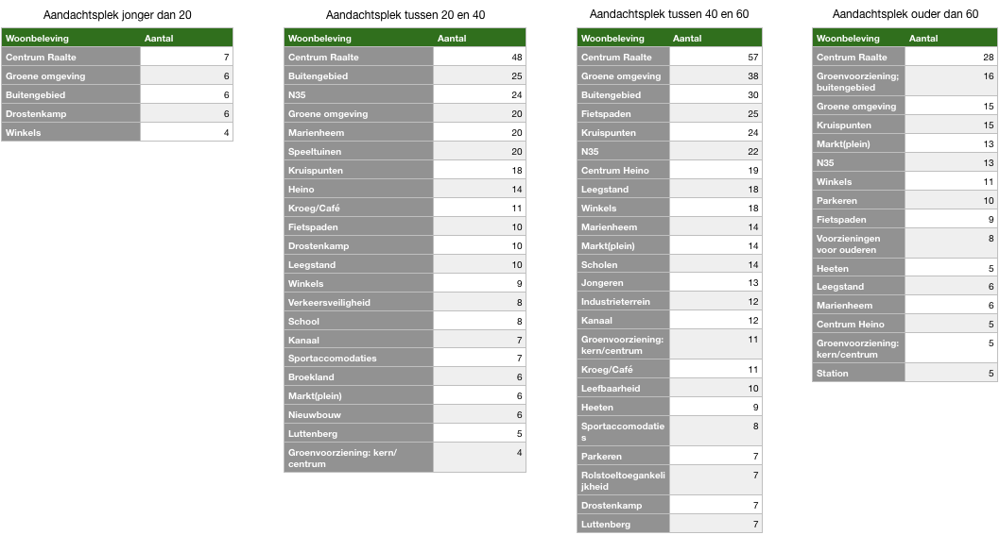 Aandachtsplek jonger dan 20
Woonbeleving Aantal
Centrum Raalte 7
Groene omgeving 6
Buitengebied 6
Drostenkamp 6
Winkels 4
Aandachtsplek tussen 20 en 40
Woonbeleving Aantal
Centrum Raalte 48
Buitengebied 25
N35 24
Groene omgeving 20
Marienheem 20
Speeltuinen 20
Kruispunten 18
Heino 14
Kroeg/Café 11
Fietspaden 10
Drostenkamp 10
Leegstand 10
Winkels 9
Verkeersveiligheid 8
School 8
Kanaal 7
Sportaccomodaties 7
Broekland 6
Markt(plein) 6
Nieuwbouw 6
Luttenberg 5
Groenvoorziening: kern/ 4
centrum
Aandachtsplek tussen 40 en 60
Woonbeleving Aantal
Centrum Raalte 57
Groene omgeving 38
Buitengebied 30
Fietspaden 25
Kruispunten 24
N35 22
Centrum Heino 19
Leegstand 18
Winkels 18
Marienheem 14
Markt(plein) 14
Scholen 14
Jongeren 13
Industrieterrein 12
Kanaal 12
Groenvoorziening: 11
kern/centrum
Kroeg/Café 11
Leefbaarheid 10
Heeten 9
Sportaccomodatie 8
s
Parkeren 7
Rolstoeltoegankeli 7
jkheid
Drostenkamp 7
Luttenberg 7
Aandachtsplek ouder dan 60
Woonbeleving Aantal
Centrum Raalte 28
Groenvoorziening; 16
buitengebied
Groene omgeving 15
Kruispunten 15
Markt(plein) 13
N35 13
Winkels 11
Parkeren 10
Fietspaden 9
Voorzieningen 8
voor ouderen
Heeten 5
Leegstand 6
Marienheem 6
Centrum Heino 5
Groenvoorziening: 5
kern/centrum
Station 5